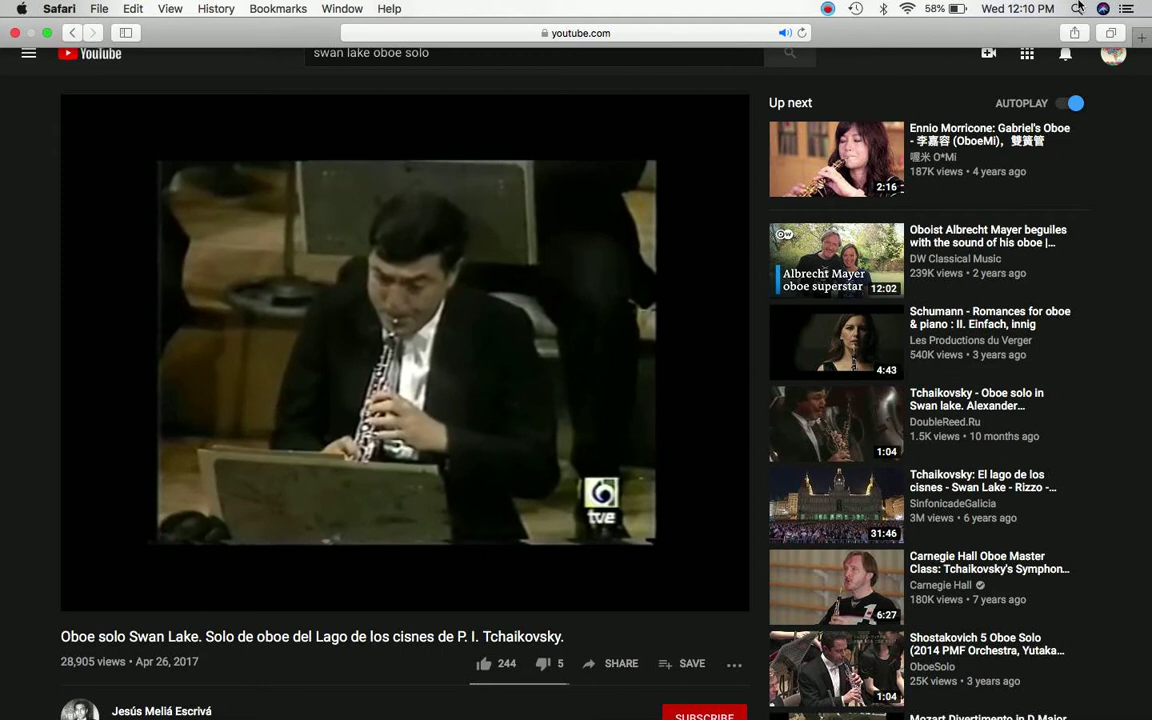 Safari File Edit View History Bookmarks Window Help 58% Wed 12:10 PM
youtube.com
YouTube
swan lake oboe solo
Up next
AUTOPLAY
Ennio Morricone: Gabriel's Oboe
- 李嘉容 (OboeMi)，雙簧管
喔米 O*Mi
187K views • 4 years ago
2:16
Oboist Albrecht Mayer beguiles
with the sound of his oboe |...
DW Classical Music
239K views • 2 years ago
DW
Albrecht Mayer
oboe superstar
12:02
Schumann - Romances for oboe
& piano : II. Einfach, innig
Les Productions du Verger
540K views • 3 years ago
4:43
Tchaikovsky - Oboe solo in
Swan lake. Alexander...
DoubleReed.Ru
1.5K views • 10 months ago
1:04
Tchaikovsky: El lago de los
cisnes - Swan Lake - Rizzo -...
SinfonicadeGalicia
3M views • 6 years ago
31:46
Carnegie Hall Oboe Master
Class: Tchaikovsky's Symphon...
Carnegie Hall
180K views • 7 years ago
6:27
Shostakovich 5 Oboe Solo
(2014 PMF Orchestra, Yutaka...
OboeSolo
25K views • 3 years ago
1:04
Mozart Divertimento in D Major
tve
Oboe solo Swan Lake. Solo de oboe del Lago de los cisnes de P. I. Tchaikovsky.
28,905 views • Apr 26, 2017
244 5 SHARE SAVE
Jesús Meliá Escrivá
SUBSCRIBE